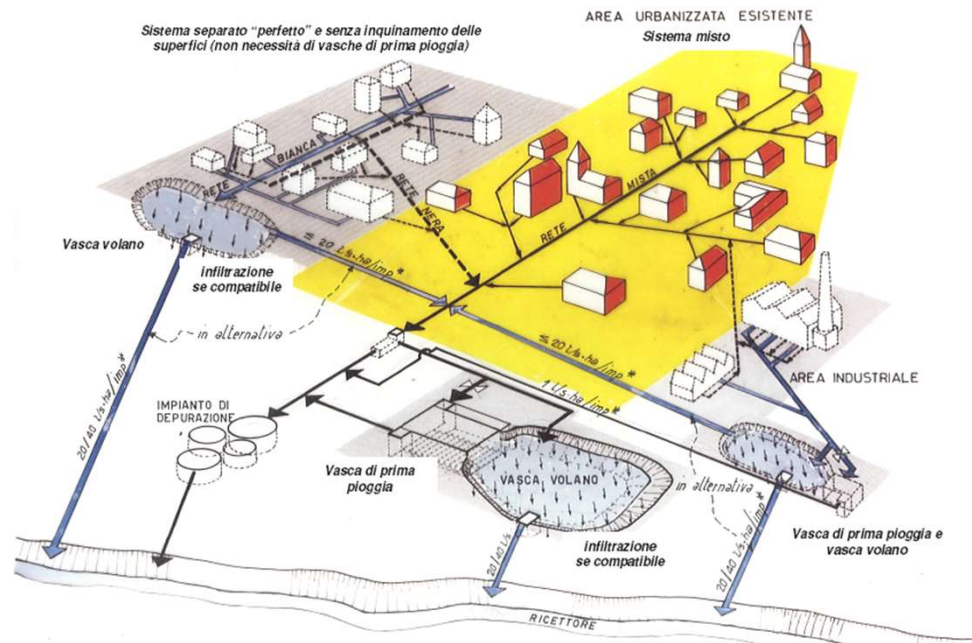 Sistema separato “perfetto” e senza inquinamento delle
superfici (non necessità di vasche di prima pioggia)
AREA URBANIZZATA ESISTENTE
Sistema misto
RETE BIANCA
RETE NERA
RETE MISTA
Vasca volano
infiltrazione
se compatibile
≤ 20 l/s·ha/imp*
in alternativa
20/40 l/s·ha/imp*
≤ 20 l/s·ha/imp*
1 l/s·ha/imp*
AREA INDUSTRIALE
IMPIANTO DI
DEPURAZIONE
Vasca di prima
pioggia
VASCA VOLANO
in alternativa
20/40 l/s·ha/imp*
Vasca di prima pioggia e
vasca volano
20/40 l/s
infiltrazione
se compatibile
RICETTORE